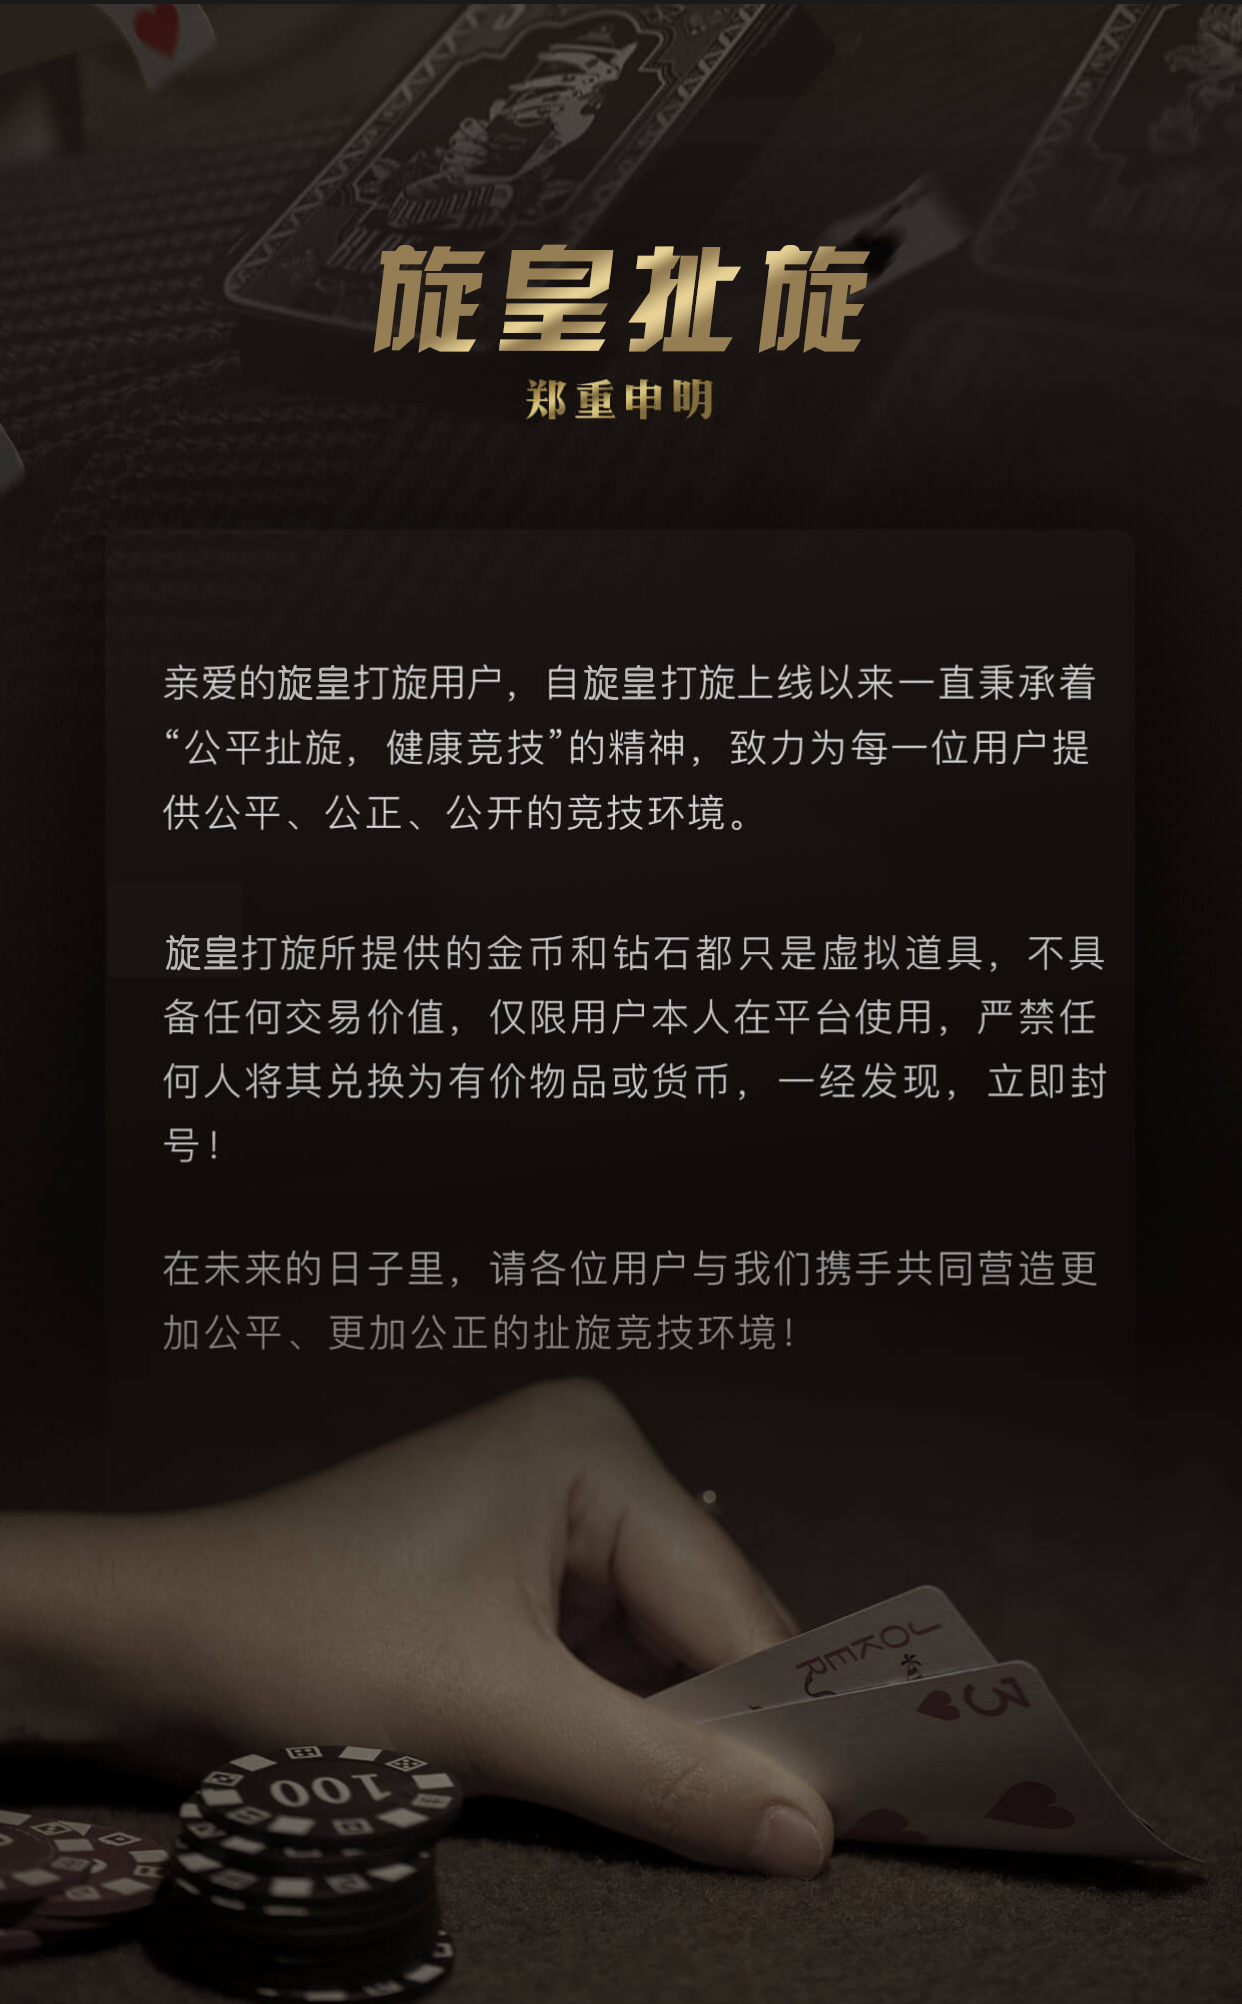 旋皇扯旋
郑重申明
亲爱的旋皇打旋用户，自旋皇打旋上线以来一直秉承着
“公平扯旋，健康竞技”的精神，致力为每一位用户提
供公平、公正、公开的竞技环境。
旋皇打旋所提供的金币和钻石都只是虚拟道具，不具
备任何交易价值，仅限用户本人在平台使用，严禁任
何人将其兑换为有价物品或货币，一经发现，立即封
号！
在未来的日子里，请各位用户与我们携手共同营造更
加公平、更加公正的扯旋竞技环境！
JOKER
3
100